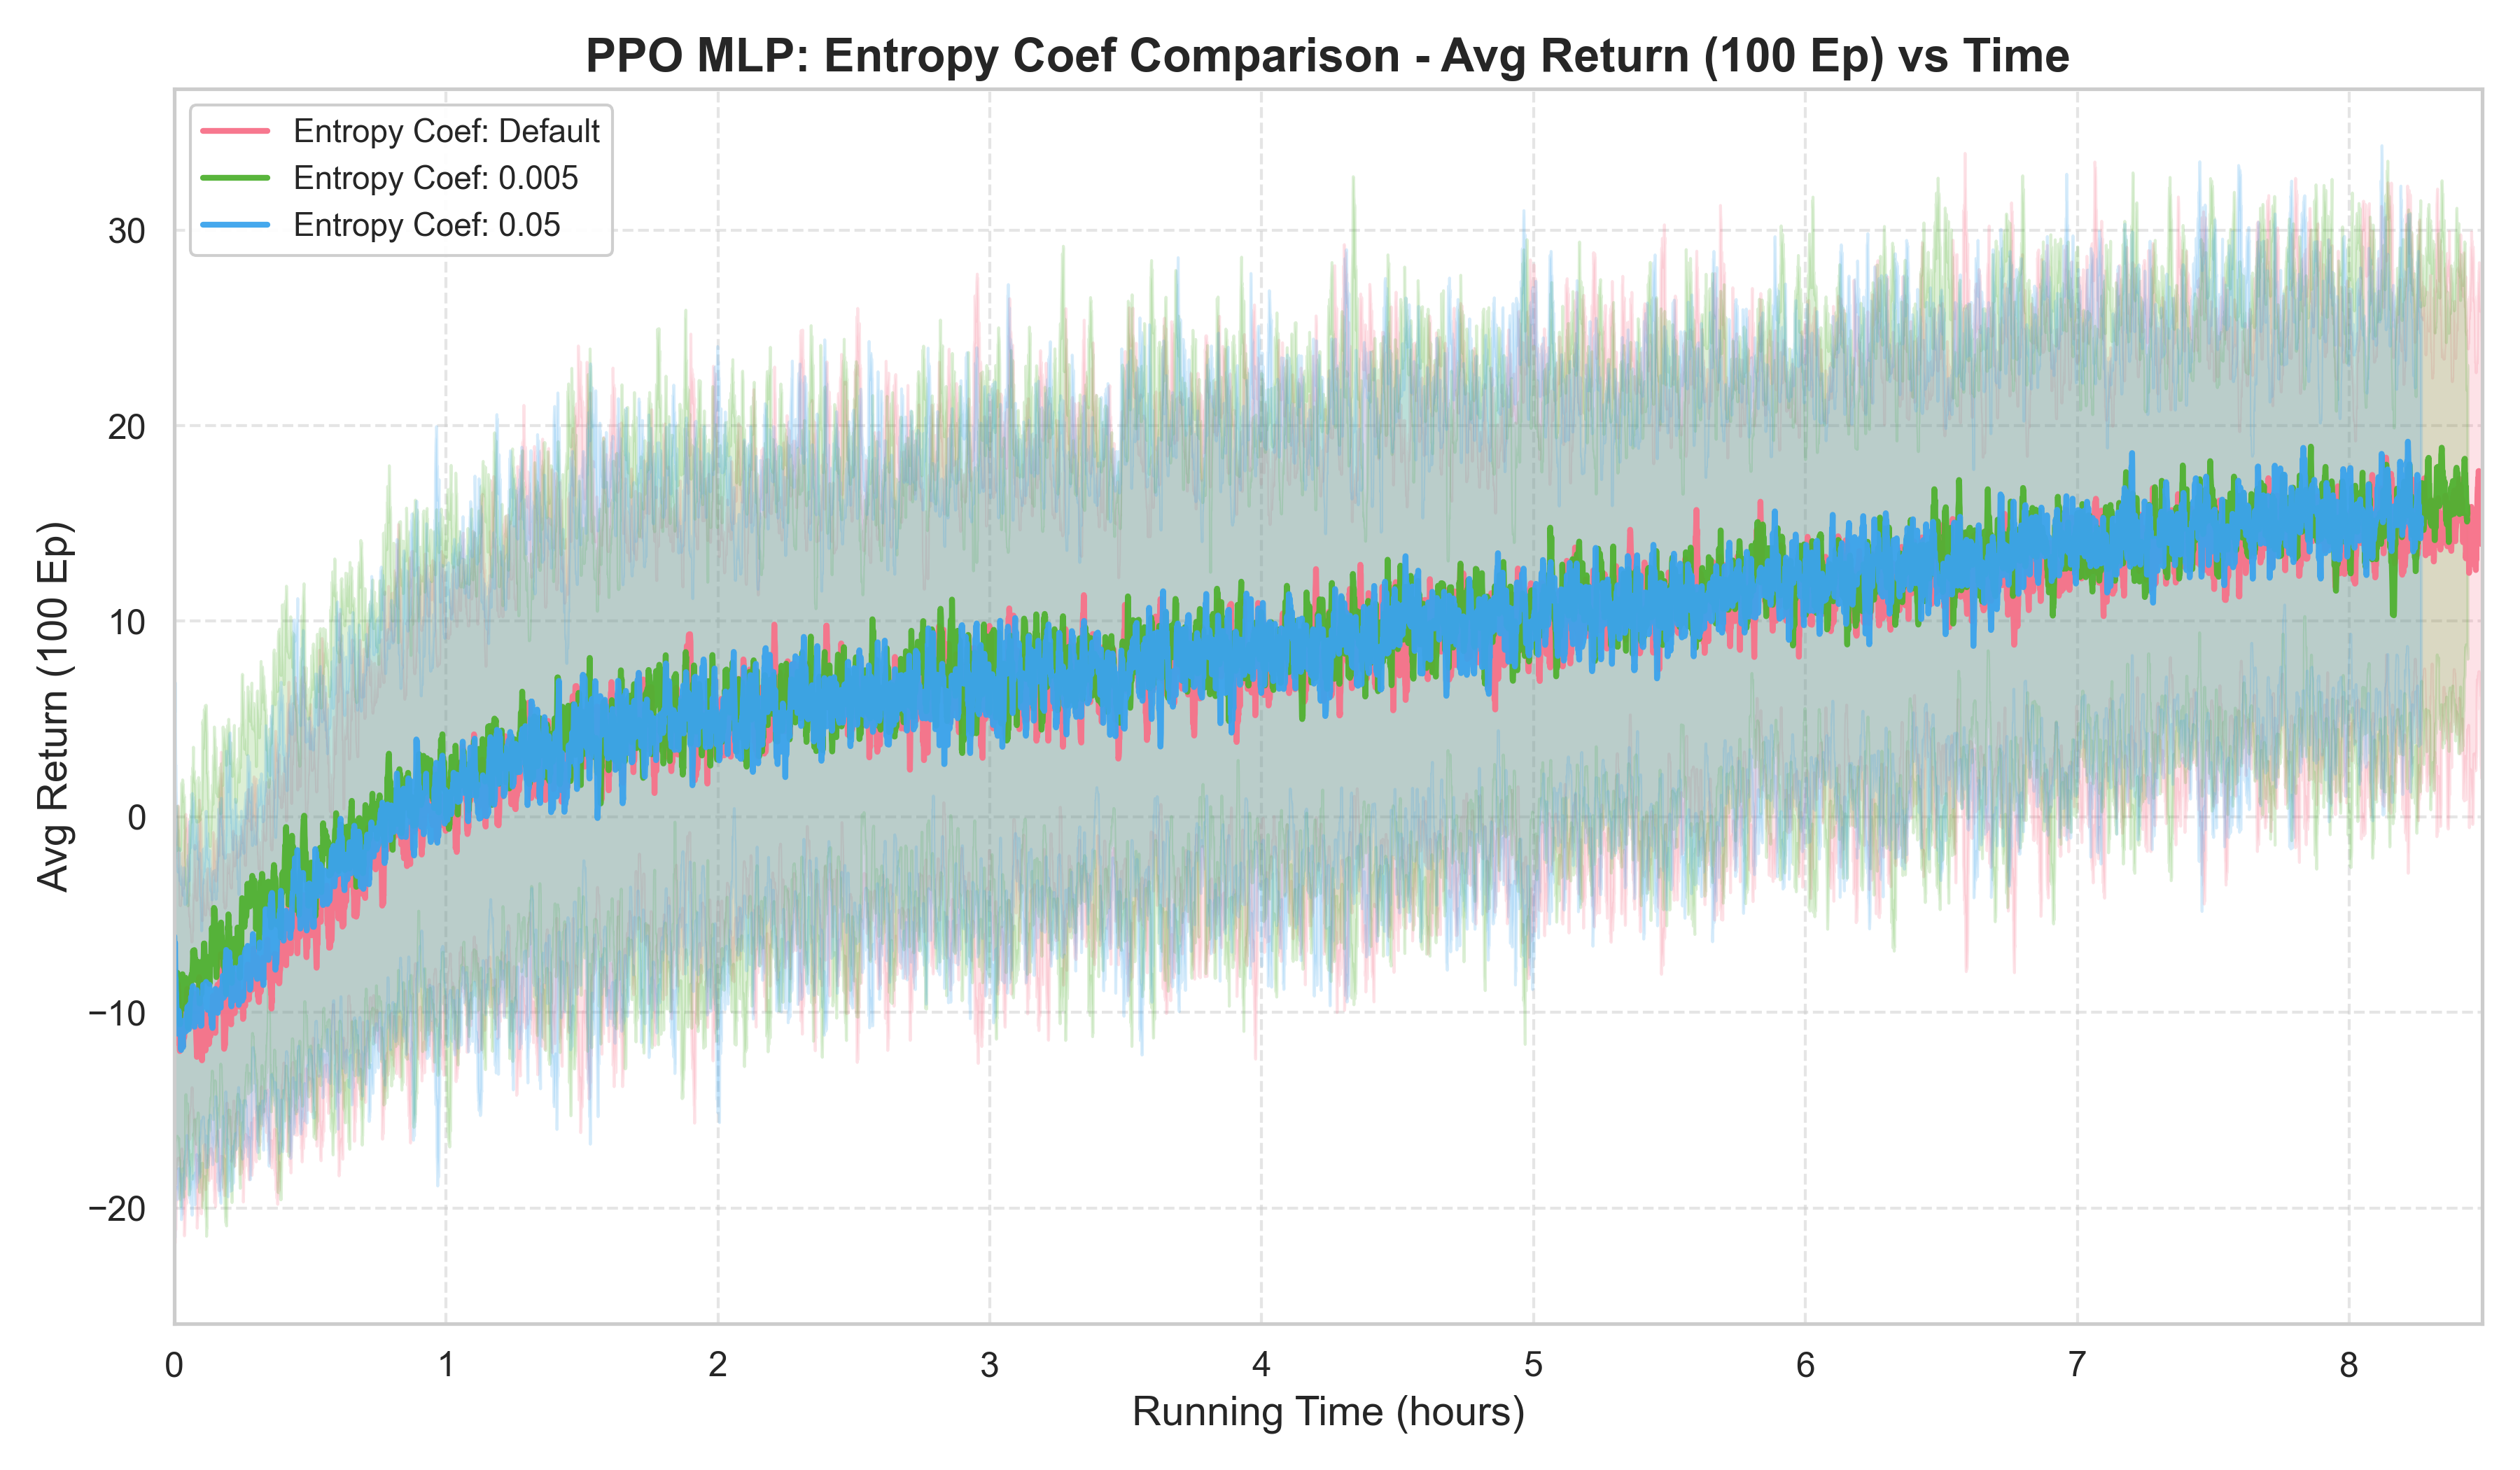 PPO MLP: Entropy Coef Comparison - Avg Return (100 Ep) vs Time
Entropy Coef: Default
Entropy Coef: 0.005
Entropy Coef: 0.05
Avg Return (100 Ep)
30
20
10
0
−10
−20
0 1 2 3 4 5 6 7 8
Running Time (hours)